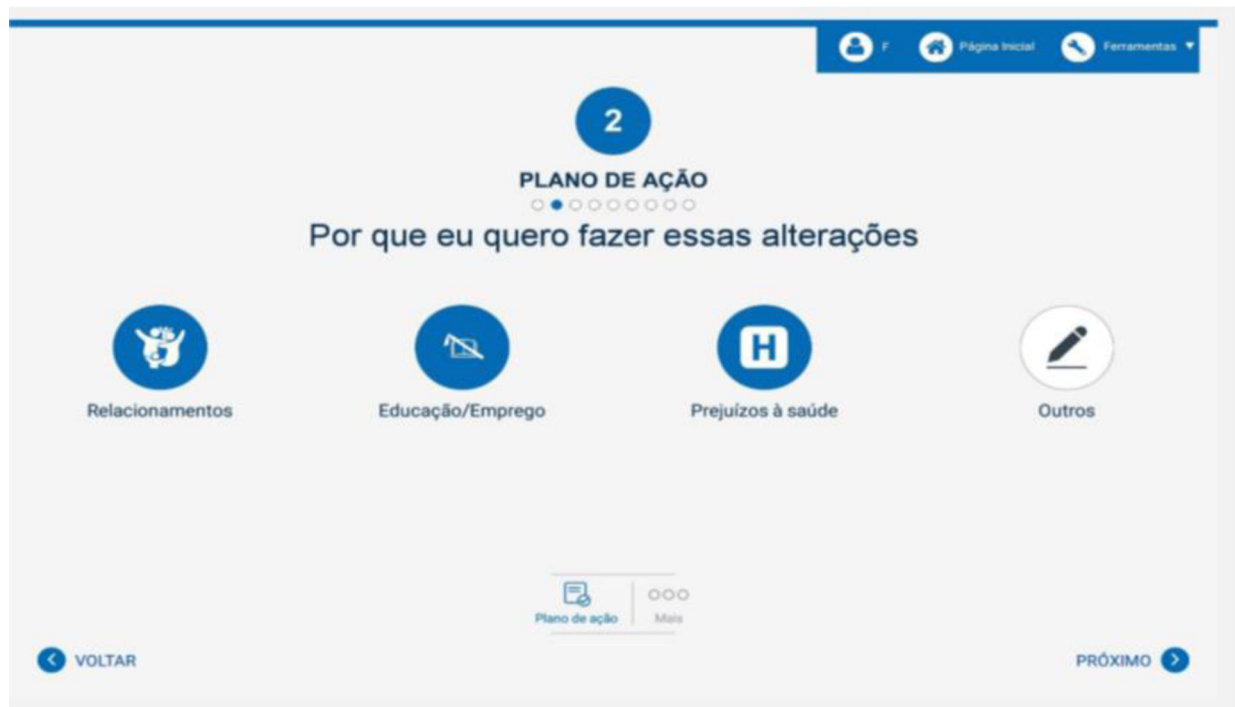 F Página Inicial Ferramentas
2
PLANO DE AÇÃO
Por que eu quero fazer essas alterações
H
Relacionamentos Educação/Emprego Prejuízos à saúde Outros
Plano de ação Mais
VOLTAR PRÓXIMO